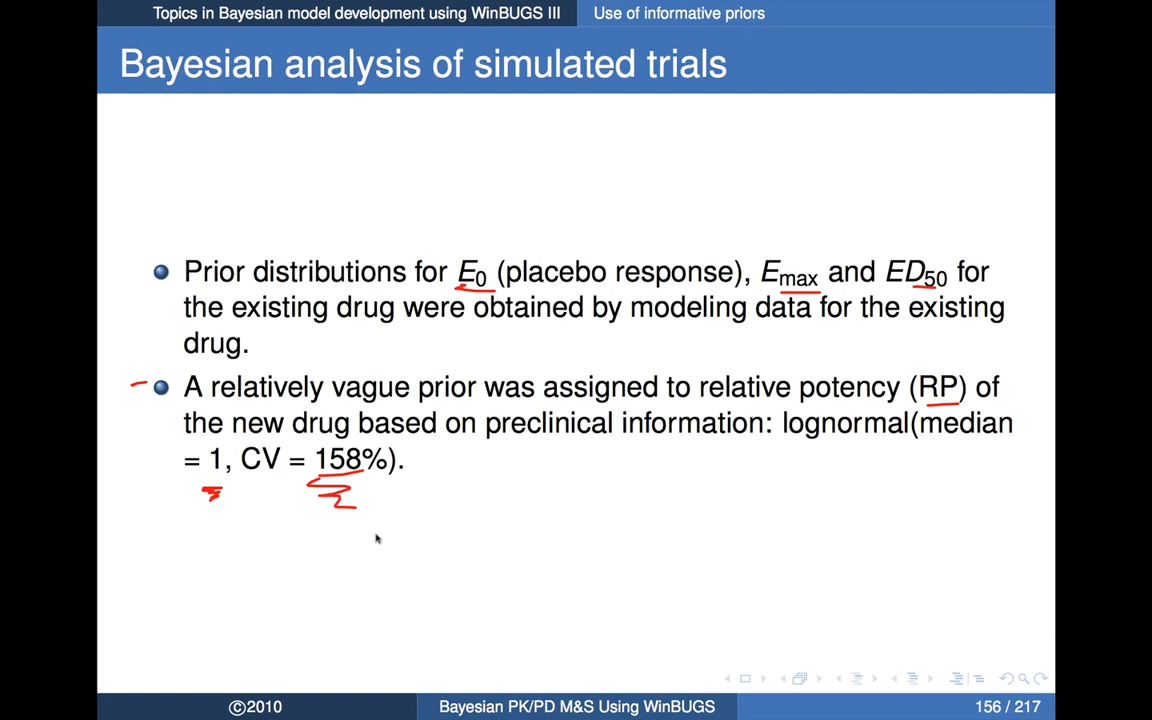 Topics in Bayesian model development using WinBUGS III Use of informative priors
Bayesian analysis of simulated trials
Prior distributions for E0 (placebo response), Emax and ED50 for
the existing drug were obtained by modeling data for the existing
drug.
A relatively vague prior was assigned to relative potency (RP) of
the new drug based on preclinical information: lognormal(median
= 1, CV = 158%).
©2010 Bayesian PK/PD M&S Using WinBUGS 156 / 217